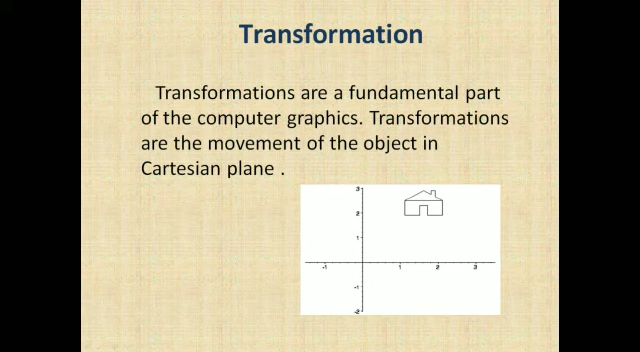 Transformation
Transformations are a fundamental part
of the computer graphics. Transformations
are the movement of the object in
Cartesian plane .
3
2
1
-1
1
2
3
-1
-2